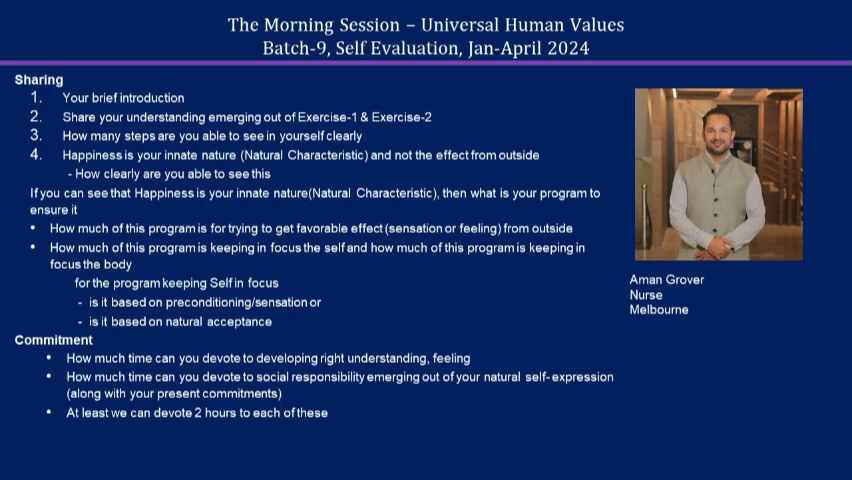 The Morning Session – Universal Human Values
Batch-9, Self Evaluation, Jan-April 2024
Sharing
1. Your brief introduction
2. Share your understanding emerging out of Exercise-1 & Exercise-2
3. How many steps are you able to see in yourself clearly
4. Happiness is your innate nature (Natural Characteristic) and not the effect from outside
- How clearly are you able to see this
If you can see that Happiness is your innate nature(Natural Characteristic), then what is your program to
ensure it
• How much of this program is for trying to get favorable effect (sensation or feeling) from outside
• How much of this program is keeping in focus the self and how much of this program is keeping in
focus the body
for the program keeping Self in focus
- is it based on preconditioning/sensation or
- is it based on natural acceptance
Commitment
• How much time can you devote to developing right understanding, feeling
• How much time can you devote to social responsibility emerging out of your natural self-expression
(along with your present commitments)
• At least we can devote 2 hours to each of these
Aman Grover
Nurse
Melbourne